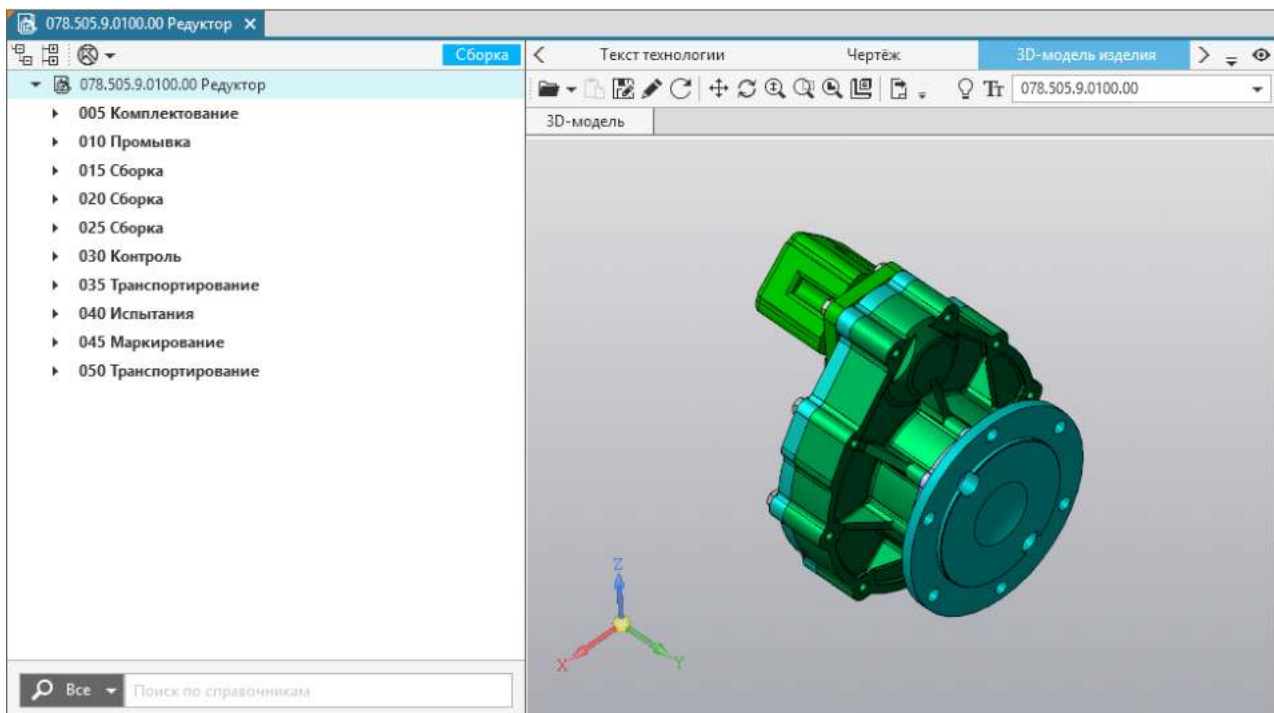 078.505.9.0100.00 Редуктор
Сборка
Текст технологии
Чертёж
3D-модель изделия
078.505.9.0100.00 Редуктор
Тт
078.505.9.0100.00
005 Комплектование
3D-модель
010 Промывка
015 Сборка
020 Сборка
025 Сборка
030 Контроль
035 Транспортирование
040 Испытания
045 Маркирование
050 Транспортирование
Z
X
Y
Все
Поиск по справочникам